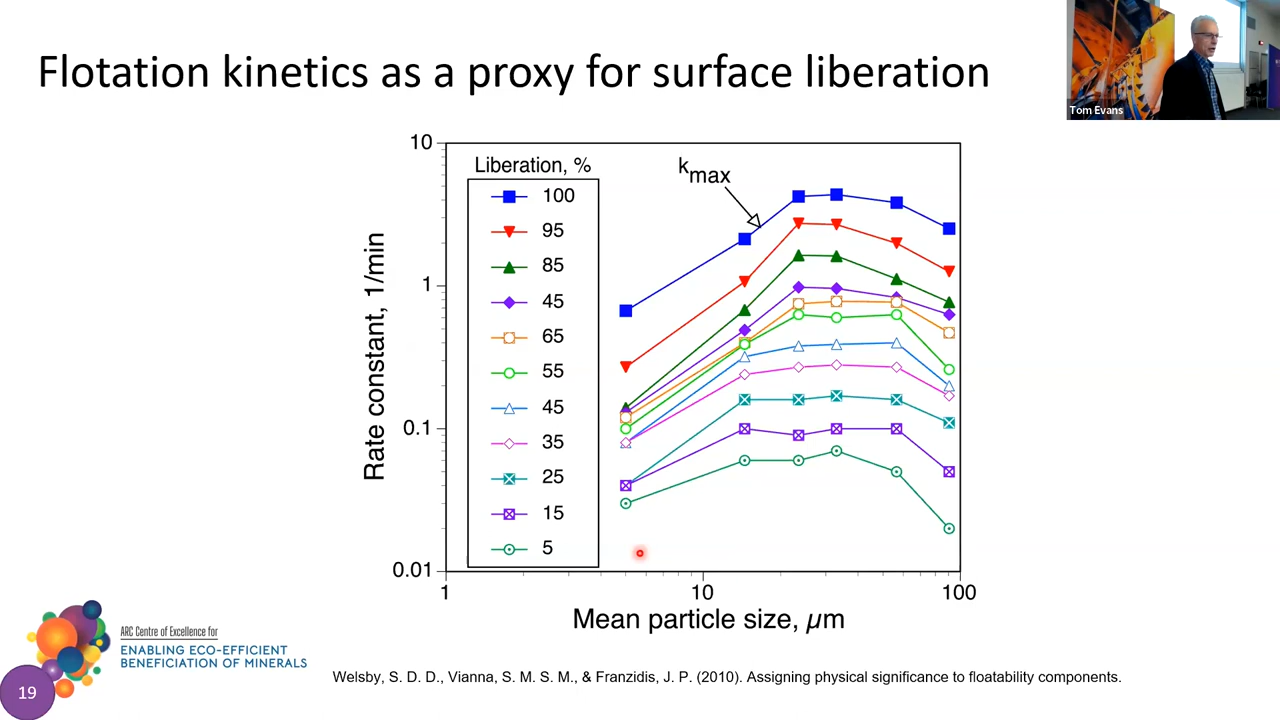 Flotation kinetics as a proxy for surface liberation
Tom Evans
10
1
0.1
0.01
1
10
100
Rate constant, 1/min
Mean particle size, µm
Liberation, %
100
95
85
45
65
55
45
35
25
15
5
kmax
ARC Centre of Excellence for
ENABLING ECO-EFFICIENT
BENEFICIATION OF MINERALS
19
Welsby, S. D. D., Vianna, S. M. S. M., & Franzidis, J. P. (2010). Assigning physical significance to floatability components.